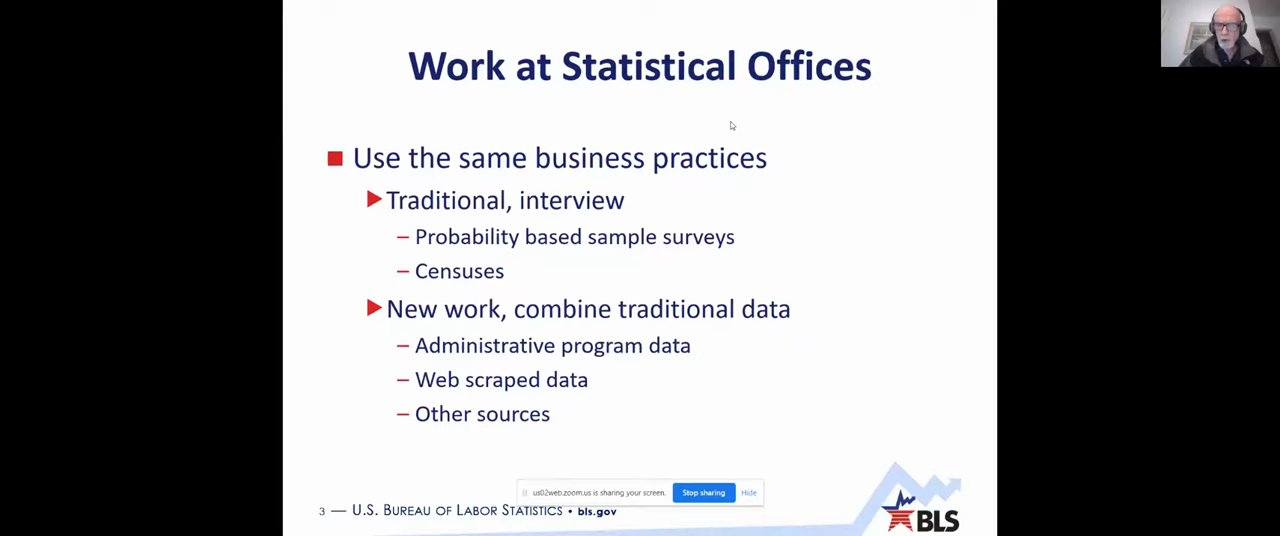 Work at Statistical Offices
Use the same business practices
Traditional, interview
– Probability based sample surveys
– Censuses
New work, combine traditional data
– Administrative program data
– Web scraped data
– Other sources
us02web.zoom.us is sharing your screen. Stop sharing Hide
3 — U.S. BUREAU OF LABOR STATISTICS • bls.gov
BLS